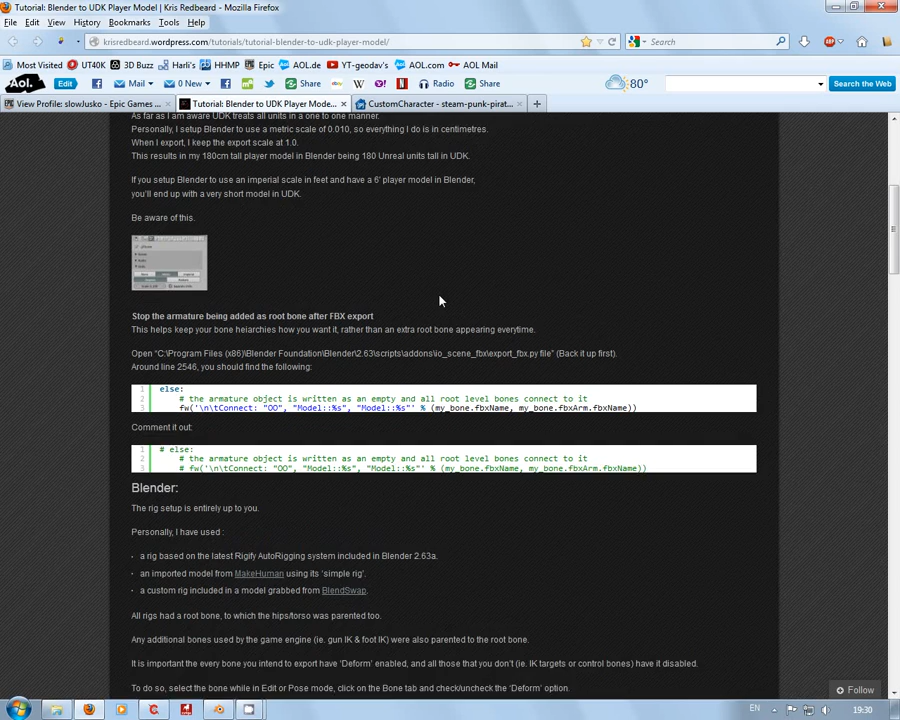 Tutorial: Blender to UDK Player Model | Kris Redbeard - Mozilla Firefox
File Edit View History Bookmarks Tools Help
krisredbeard.wordpress.com/tutorials/tutorial-blender-to-udk-player-model/
Search
Most Visited UT40K 3D Buzz Harli's HHMP Epic AOL.de YT-geodav's AOL.com AOL Mail
Aol. Edit Mail 0 New Share Radio Share 80° Search the Web
View Profile: slowJusko - Epic Games ... Tutorial: Blender to UDK Player Mode... CustomCharacter - steam-punk-pirat...
As far as I am aware UDK treats all units in a one to one manner.
Personally, I setup Blender to use a metric scale of 0.010, so everything I do is in centimetres.
When I export, I keep the export scale at 1.0.
This results in my 180cm tall player model in Blender being 180 Unreal units tall in UDK.
If you setup Blender to use an imperial scale in feet and have a 6' player model in Blender,
you'll end up with a very short model in UDK.
Be aware of this.
Stop the armature being added as root bone after FBX export
This helps keep your bone heiarchies how you want it, rather than an extra root bone appearing everytime.
Open "C:\Program Files (x86)\Blender Foundation\Blender\2.63\scripts\addons\io_scene_fbx\export_fbx.py file" (Back it up first).
Around line 2546, you should find the following:
1 else:
2 # the armature object is written as an empty and all root level bones connect to it
3 fw('\n\tConnect: "OO", "Model::%s", "Model::%s"' % (my_bone.fbxName, my_bone.fbxArm.fbxName))
Comment it out:
1 # else:
2 # the armature object is written as an empty and all root level bones connect to it
3 # fw('\n\tConnect: "OO", "Model::%s", "Model::%s"' % (my_bone.fbxName, my_bone.fbxArm.fbxName))
Blender:
The rig setup is entirely up to you.
Personally, I have used :
· a rig based on the latest Rigify AutoRigging system included in Blender 2.63a.
· an imported model from MakeHuman using its 'simple rig'.
· a custom rig included in a model grabbed from BlendSwap.
All rigs had a root bone, to which the hips/torso was parented too.
Any additional bones used by the game engine (ie. gun IK & foot IK) were also parented to the root bone.
It is important the every bone you intend to export have 'Deform' enabled, and all those that you don't (ie. IK targets or control bones) have it disabled.
To do so, select the bone while in Edit or Pose mode, click on the Bone tab and check/uncheck the 'Deform' option.
Follow
EN 19:30